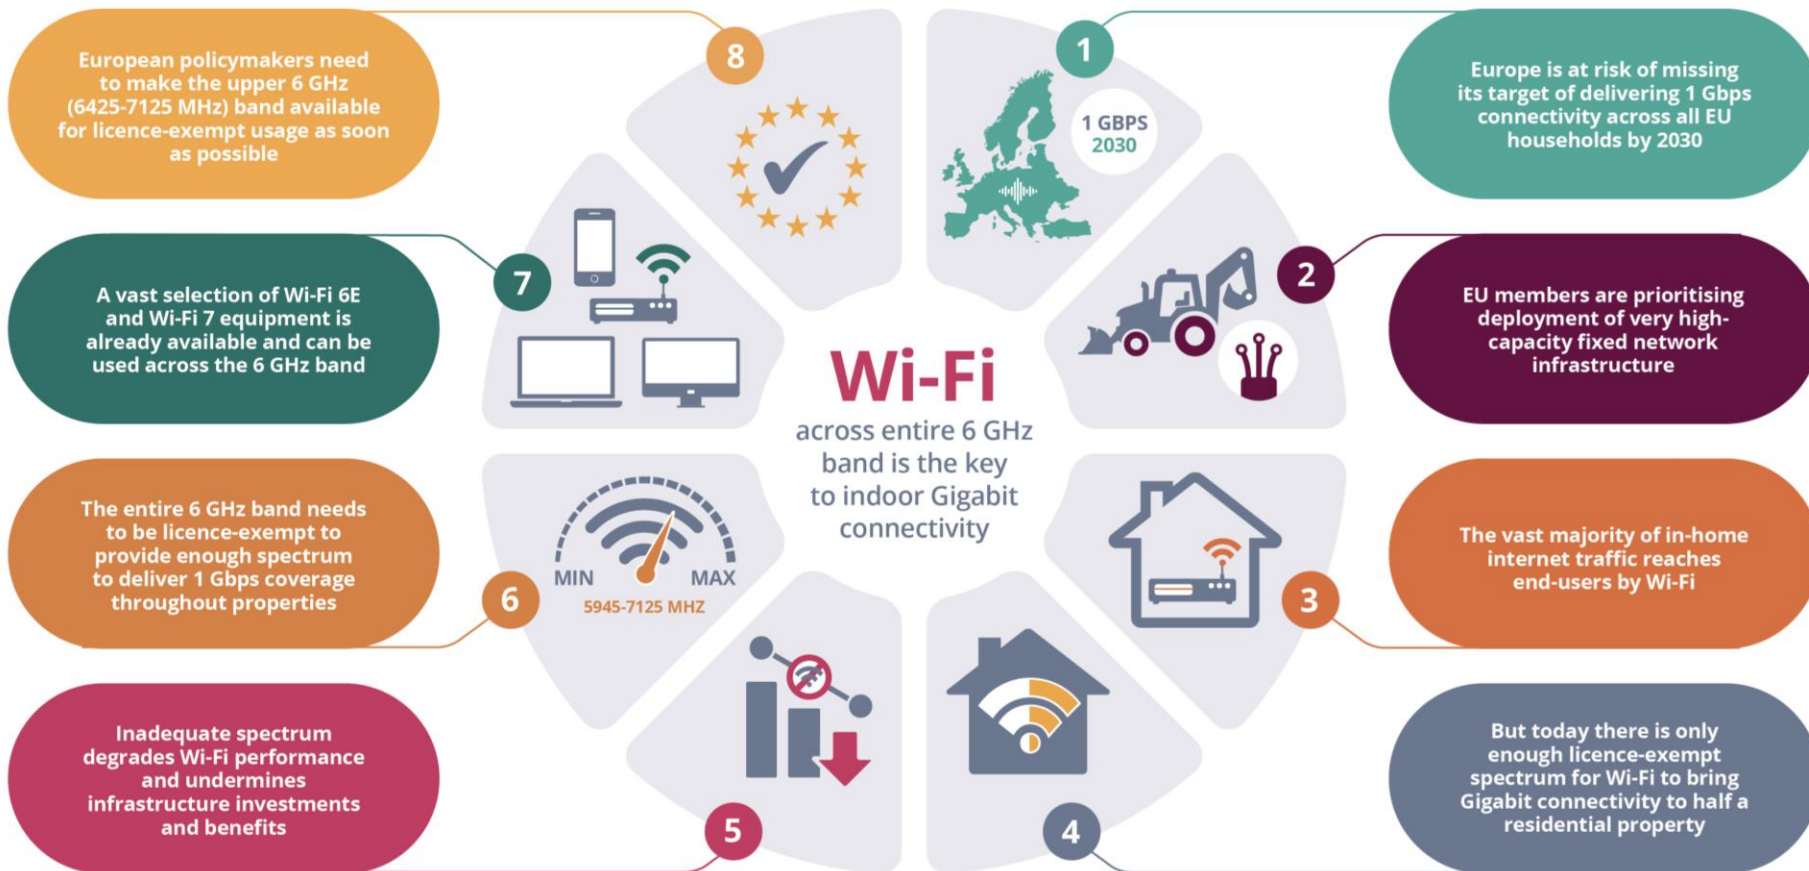 Wi-Fi
across entire 6 GHz
band is the key
to indoor Gigabit
connectivity
1
1 GBPS
2030
Europe is at risk of missing
its target of delivering 1 Gbps
connectivity across all EU
households by 2030
2
EU members are prioritising
deployment of very high-
capacity fixed network
infrastructure
3
The vast majority of in-home
internet traffic reaches
end-users by Wi-Fi
4
But today there is only
enough licence-exempt
spectrum for Wi-Fi to bring
Gigabit connectivity to half a
residential property
5
Inadequate spectrum
degrades Wi-Fi performance
and undermines
infrastructure investments
and benefits
6
MIN MAX
5945-7125 MHZ
The entire 6 GHz band needs
to be licence-exempt to
provide enough spectrum
to deliver 1 Gbps coverage
throughout properties
7
A vast selection of Wi-Fi 6E
and Wi-Fi 7 equipment is
already available and can be
used across the 6 GHz band
8
European policymakers need
to make the upper 6 GHz
(6425-7125 MHz) band available
for licence-exempt usage as soon
as possible